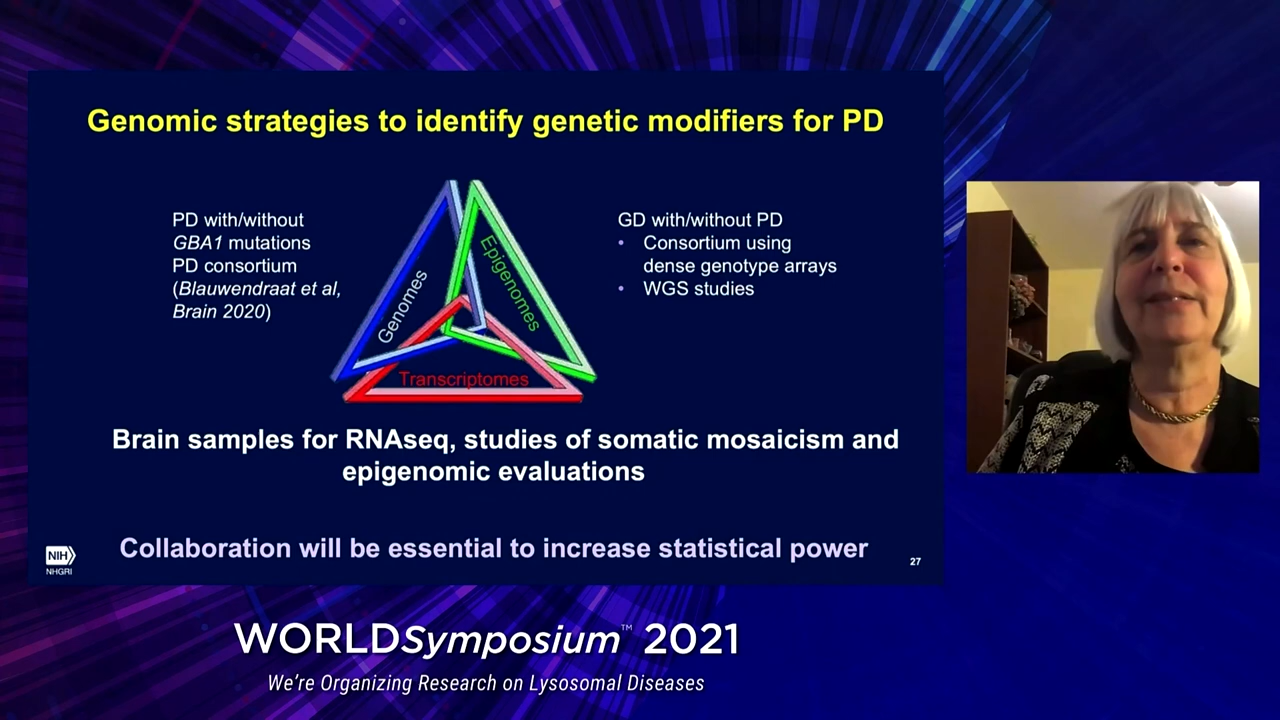 Genomic strategies to identify genetic modifiers for PD
PD with/without
GBA1 mutations
PD consortium
(Blauwendraat et al,
Brain 2020)
Genomes
Epigenomes
Transcriptomes
GD with/without PD
• Consortium using
dense genotype arrays
• WGS studies
Brain samples for RNAseq, studies of somatic mosaicism and
epigenomic evaluations
Collaboration will be essential to increase statistical power
NIH
NHGRI
27
WORLDSymposium™ 2021
We're Organizing Research on Lysosomal Diseases